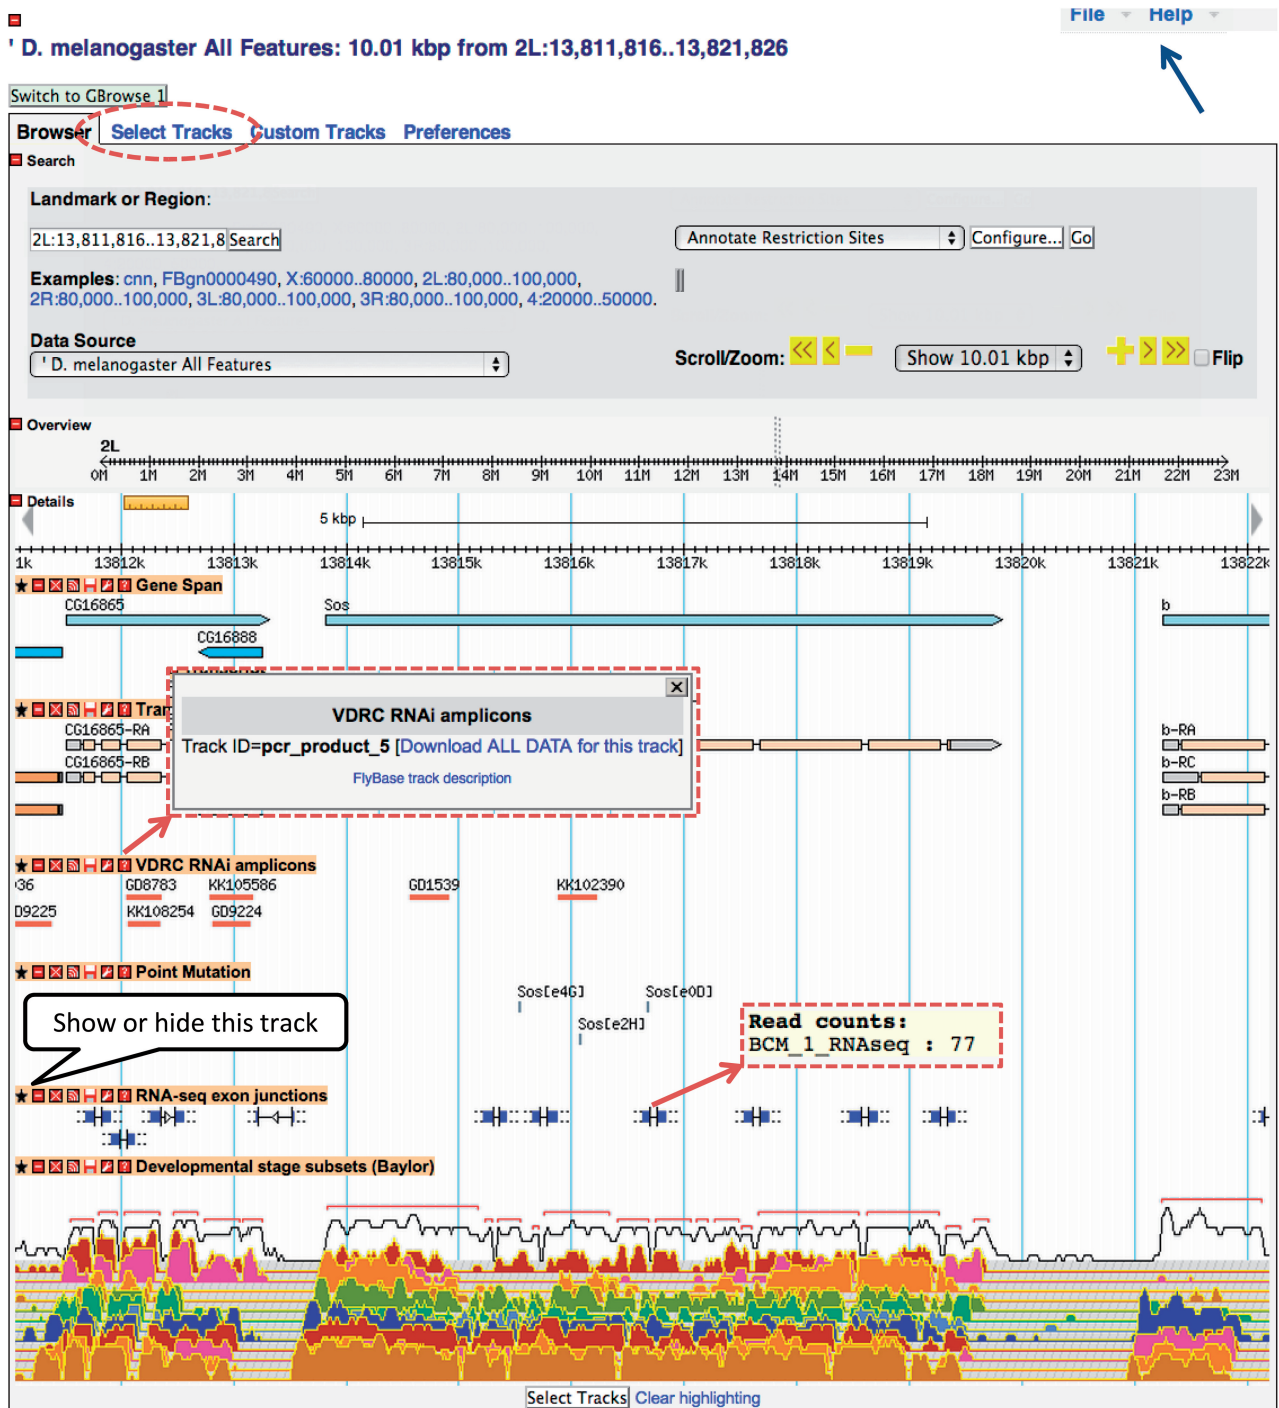 File Help
' D. melanogaster All Features: 10.01 kbp from 2L:13,811,816..13,821,826
Switch to GBrowse 1
Browser Select Tracks Custom Tracks Preferences
Search
Landmark or Region:
2L:13,811,816..13,821,8 Search
Annotate Restriction Sites Configure... Go
Examples: cnn, FBgn0000490, X:60000..80000, 2L:80,000..100,000,
2R:80,000..100,000, 3L:80,000..100,000, 3R:80,000..100,000, 4:20000..50000.
Data Source
' D. melanogaster All Features
Scroll/Zoom: << < Show 10.01 kbp > >> Flip
Overview
2L
0M 1M 2M 3M 4M 5M 6M 7M 8M 9M 10M 11M 12M 13M 14M 15M 16M 17M 18M 19M 20M 21M 22M 23M
Details
5 kbp
1k 13812k 13813k 13814k 13815k 13816k 13817k 13818k 13819k 13820k 13821k 13822k
Gene Span
CG16865 Sos b
CG16888
Tran
VDRC RNAi amplicons
Track ID=pcr_product_5 [Download ALL DATA for this track]
FlyBase track description
CG16865-RA b-RA
CG16865-RB b-RC
b-RB
VDRC RNAi amplicons
36 GD8783 KK105586 GD1539 KK102390
D9225 KK108254 GD9224
Point Mutation
Sos[e4G] Sos[e0D]
Sos[e2H]
Show or hide this track
Read counts:
BCM_1_RNAseq : 77
RNA-seq exon junctions
Developmental stage subsets (Baylor)
Select Tracks Clear highlighting